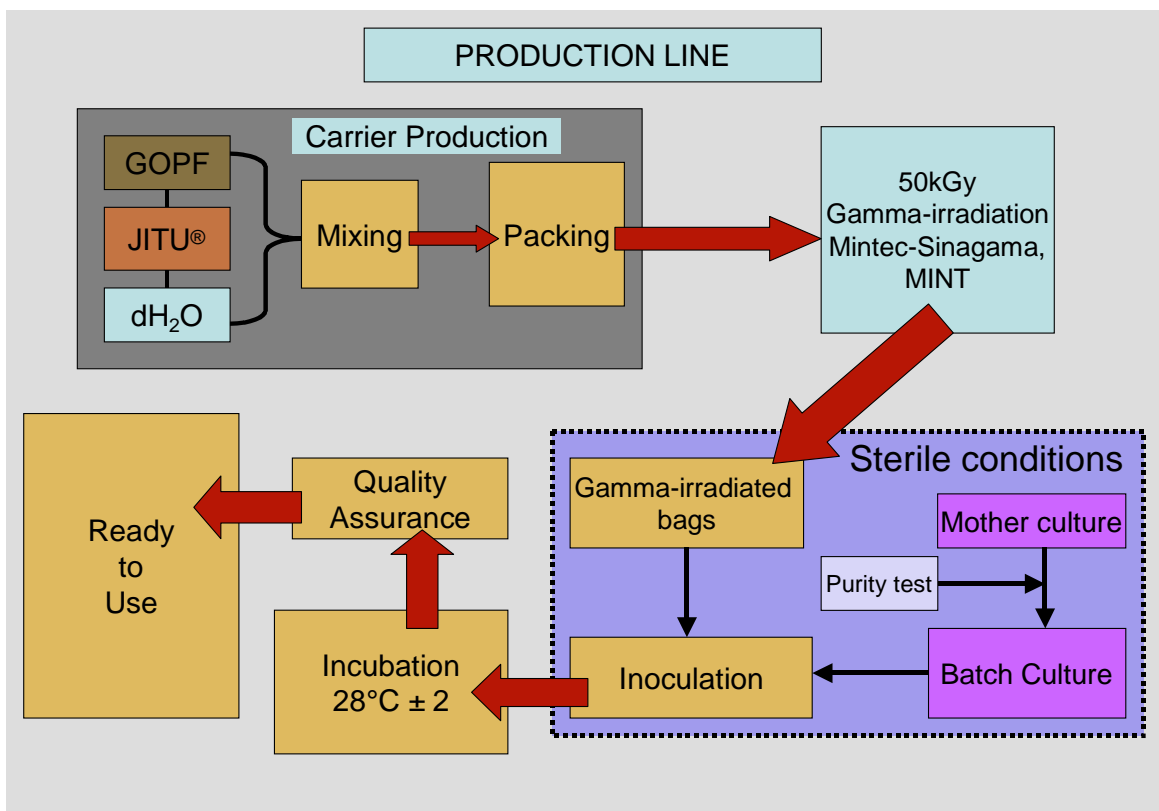 PRODUCTION LINE
Carrier Production
GOPF
JITU®
dH₂O
Mixing
Packing
50kGy
Gamma-irradiation
Mintec-Sinagama,
MINT
Sterile conditions
Gamma-irradiated
bags
Mother culture
Purity test
Batch Culture
Inoculation
Incubation
28°C ± 2
Quality
Assurance
Ready
to
Use